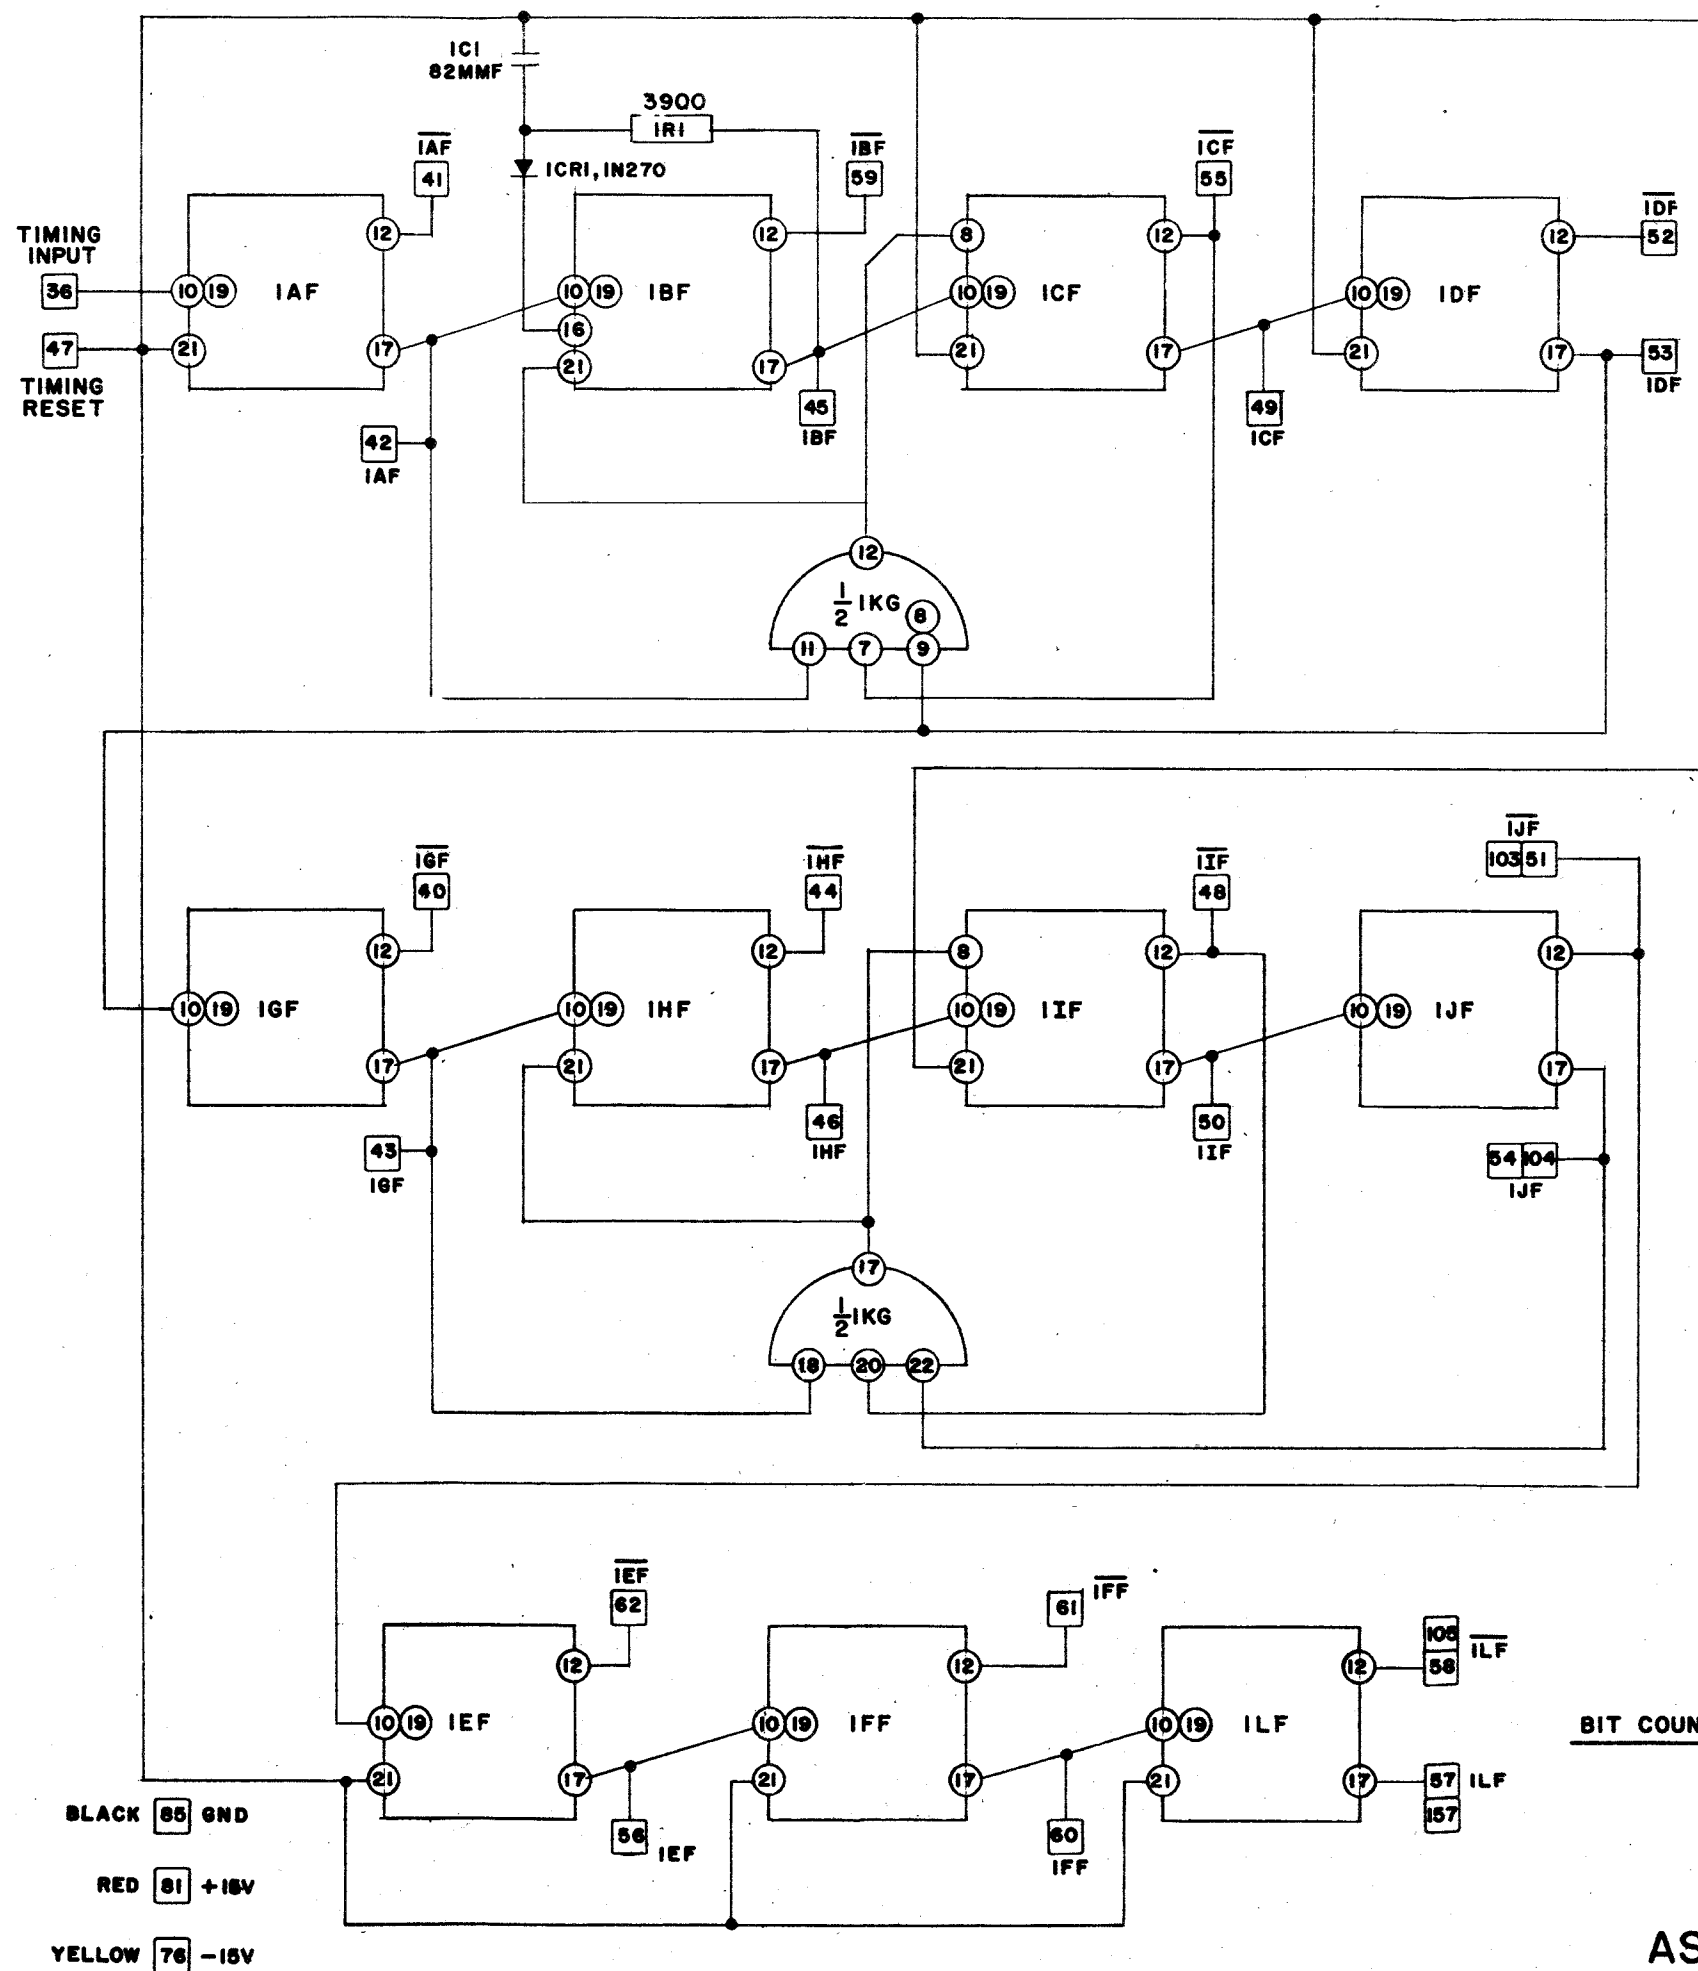 1C1
82MMF
3900
1R1
1CR1, 1N270
1AF
41
1BF
59
1CF
55
1DF
52
TIMING
INPUT
36
10 19
1AF
12
17
21
47
TIMING
RESET
42
1AF
10 19
1BF
12
16
21
17
45
1BF
8
10 19
1CF
12
21
17
49
1CF
10 19
1DF
12
21
17
53
1DF
12
1/2 1KG
8
11
7
9
1GF
40
1HF
44
1IF
48
1JF
103 51
10 19
1GF
12
17
43
1GF
10 19
1HF
12
21
17
46
1HF
8
10 19
1IF
12
21
17
50
1IF
10 19
1JF
12
17
54 104
1JF
17
1/2 1KG
18
20
22
1EF
62
61
1FF
105
58
1LF
10 19
1EF
12
21
17
56
1EF
10 19
1FF
12
21
17
60
1FF
10 19
1LF
12
21
17
57
157
1LF
BIT COUN
BLACK 85 GND
RED 81 +15V
YELLOW 76 -15V
AS